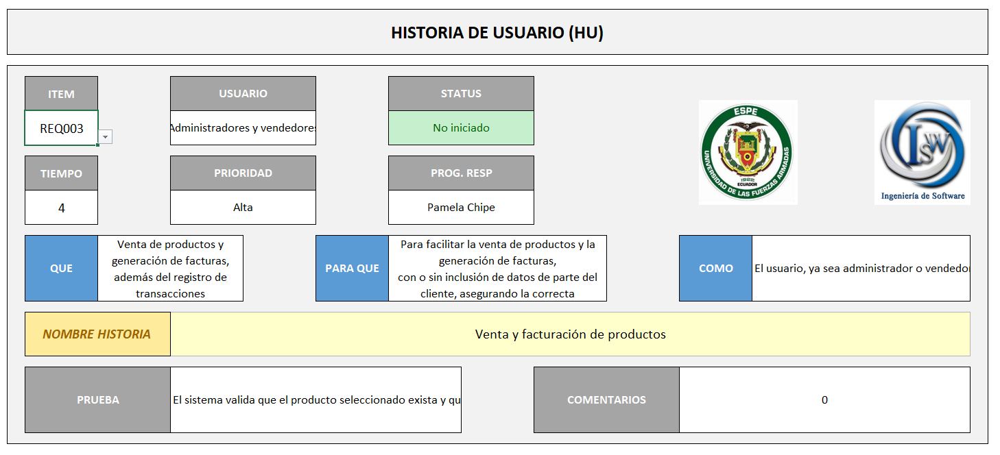 HISTORIA DE USUARIO (HU)
ITEM
USUARIO
STATUS
REQ003
Administradores y vendedores
No iniciado
TIEMPO
PRIORIDAD
PROG. RESP
4
Alta
Pamela Chipe
ESPE
UNIVERSIDAD DE LAS FUERZAS ARMADAS
1922
ECUADOR
ISW
Ingeniería de Software
QUE
Venta de productos y
generación de facturas,
además del registro de
transacciones
PARA QUE
Para facilitar la venta de productos y la
generación de facturas,
con o sin inclusión de datos de parte del
cliente, asegurando la correcta
COMO
El usuario, ya sea administrador o vendedor
NOMBRE HISTORIA
Venta y facturación de productos
PRUEBA
El sistema valida que el producto seleccionado exista y qu
COMENTARIOS
0